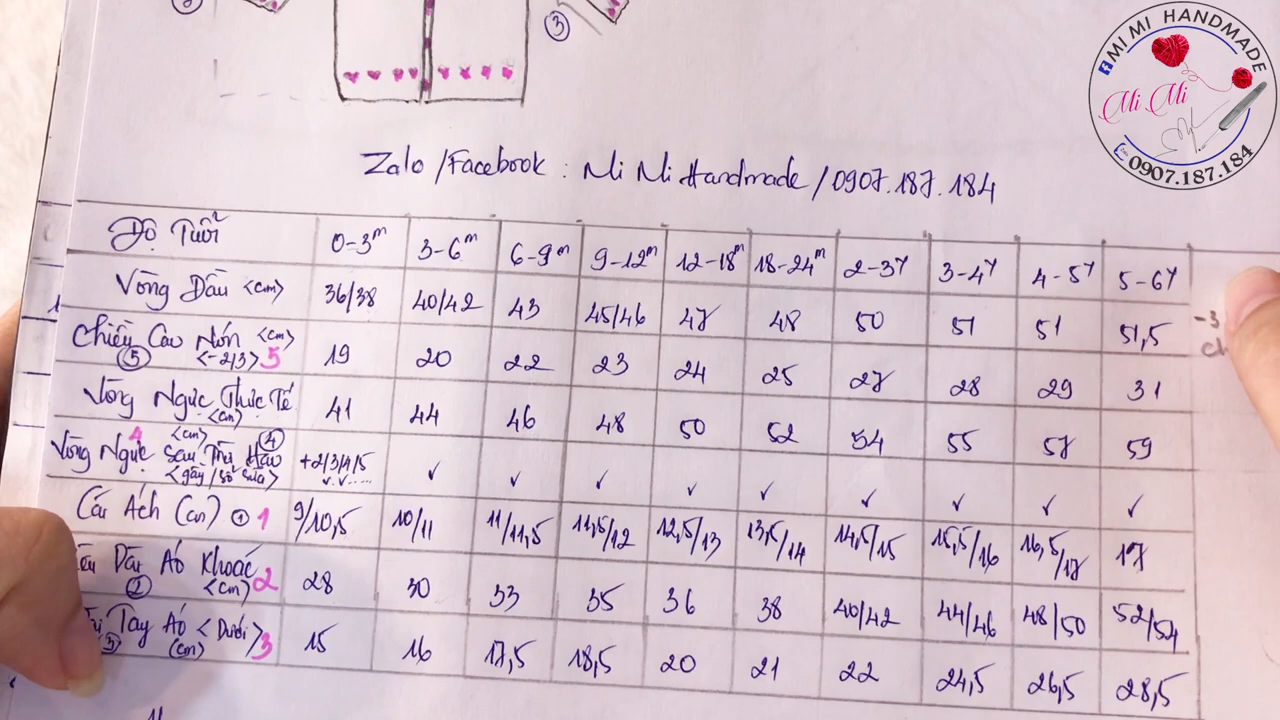 MI MI HANDMADE
Mi Mi
0907.187.184
③
Zalo/Facebook : Mi Mi Handmade/0907.187.184
Độ Tuổi 0-3m 3-6m 6-9m 9-12m 12-18m 18-24m 2-3y 3-4y 4-5y 5-6y
Vòng Đầu <cm> 36/38 40/42 43 45/46 47 48 50 51 51 51,5
Chiều Cao Nón <cm> ⑤ <-2/3> 5 19 20 22 23 24 25 27 28 29 31
Vòng Ngực Thực Tế <cm> 41 44 46 48 50 52 54 55 57 59
Vòng Ngực Sau Trừ Hao <cm> ④ 4 +2/3/4/5 ✓ ✓ ✓ ✓ ✓ ✓ ✓ ✓ ✓
<gầy/sổ sữa>
Cầu Ách (cm) ① 1 9/10,5 10/11 11/11,5 11,5/12 12,5/13 13,5/14 14,5/15 15,5/16 16,5/17 17
Dài Áo Khoác ② <cm> 2 28 30 33 35 36 38 40/42 44/46 48/50 52/54
Tay Áo <Dưới> ③ (cm) 3 15 16 17,5 18,5 20 21 22 24,5 26,5 28,5
-3